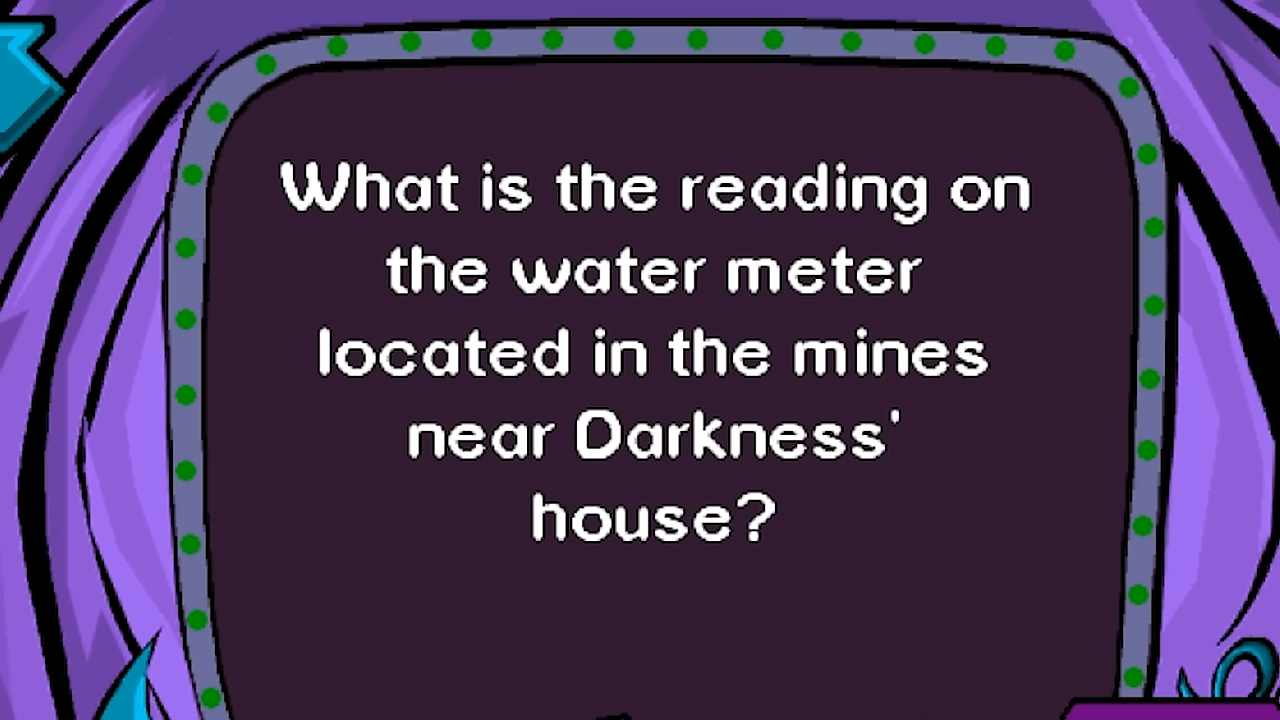 What is the reading on
the water meter
located in the mines
near Darkness'
house?